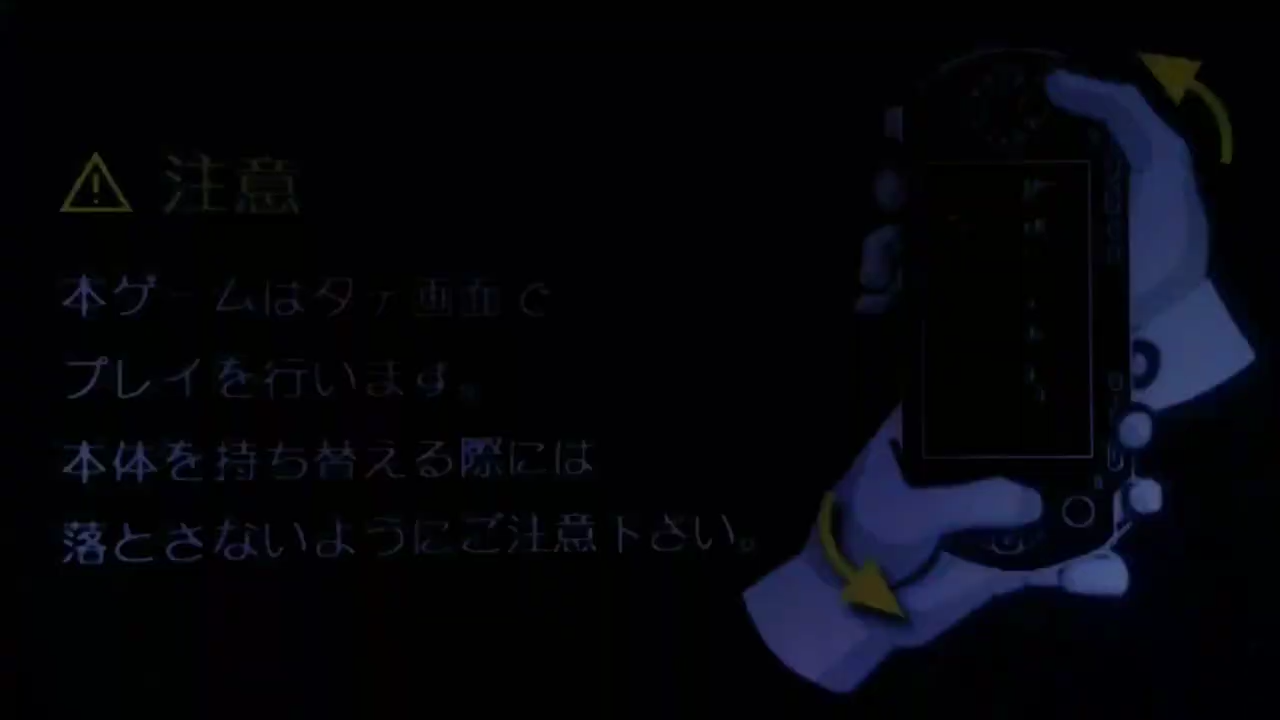 注意
本ゲームはタテ画面で
プレイを行います。
本体を持ち替える際には
落とさないようにご注意下さい。